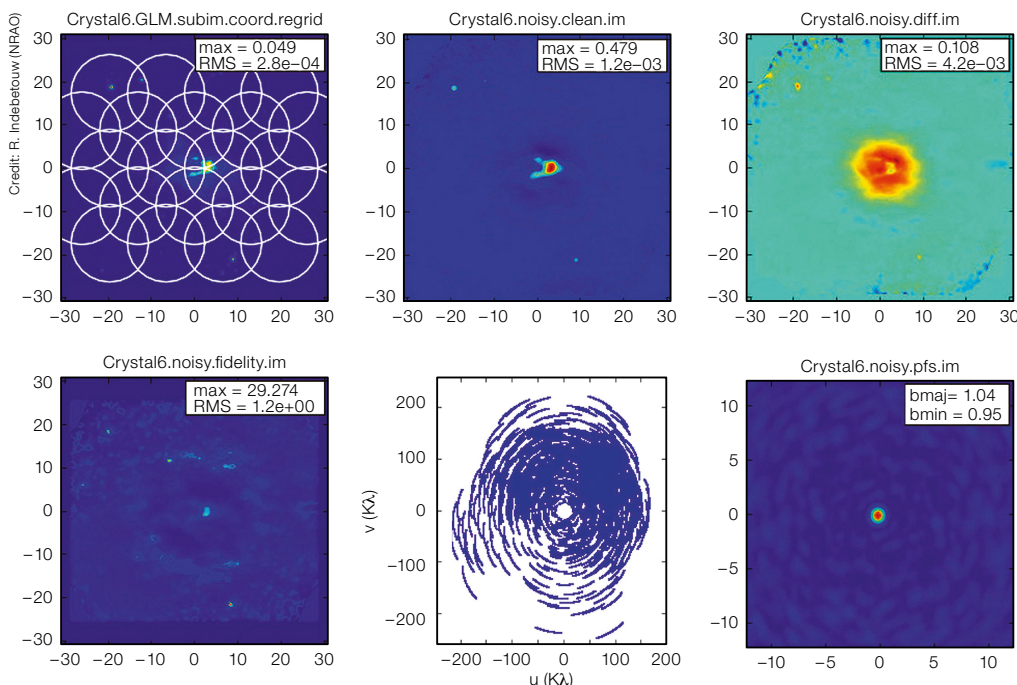 Credit: R. Indebetouw (NRAO)
Crystal6.GLM.subim.coord.regrid
max = 0.049
RMS = 2.8e−04
30
20
10
0
−10
−20
−30
−30 −20 −10 0 10 20 30
Crystal6.noisy.clean.im
max = 0.479
RMS = 1.2e−03
30
20
10
0
−10
−20
−30
−30 −20 −10 0 10 20 30
Crystal6.noisy.diff.im
max = 0.108
RMS = 4.2e−03
30
20
10
0
−10
−20
−30
−30 −20 −10 0 10 20 30
Crystal6.noisy.fidelity.im
max = 29.274
RMS = 1.2e+00
30
20
10
0
−10
−20
−30
−30 −20 −10 0 10 20 30
v (Kλ)
200
100
0
−100
−200
−200 −100 0 100 200
u (Kλ)
Crystal6.noisy.pfs.im
bmaj= 1.04
bmin = 0.95
10
5
0
−5
−10
−10 −5 0 5 10